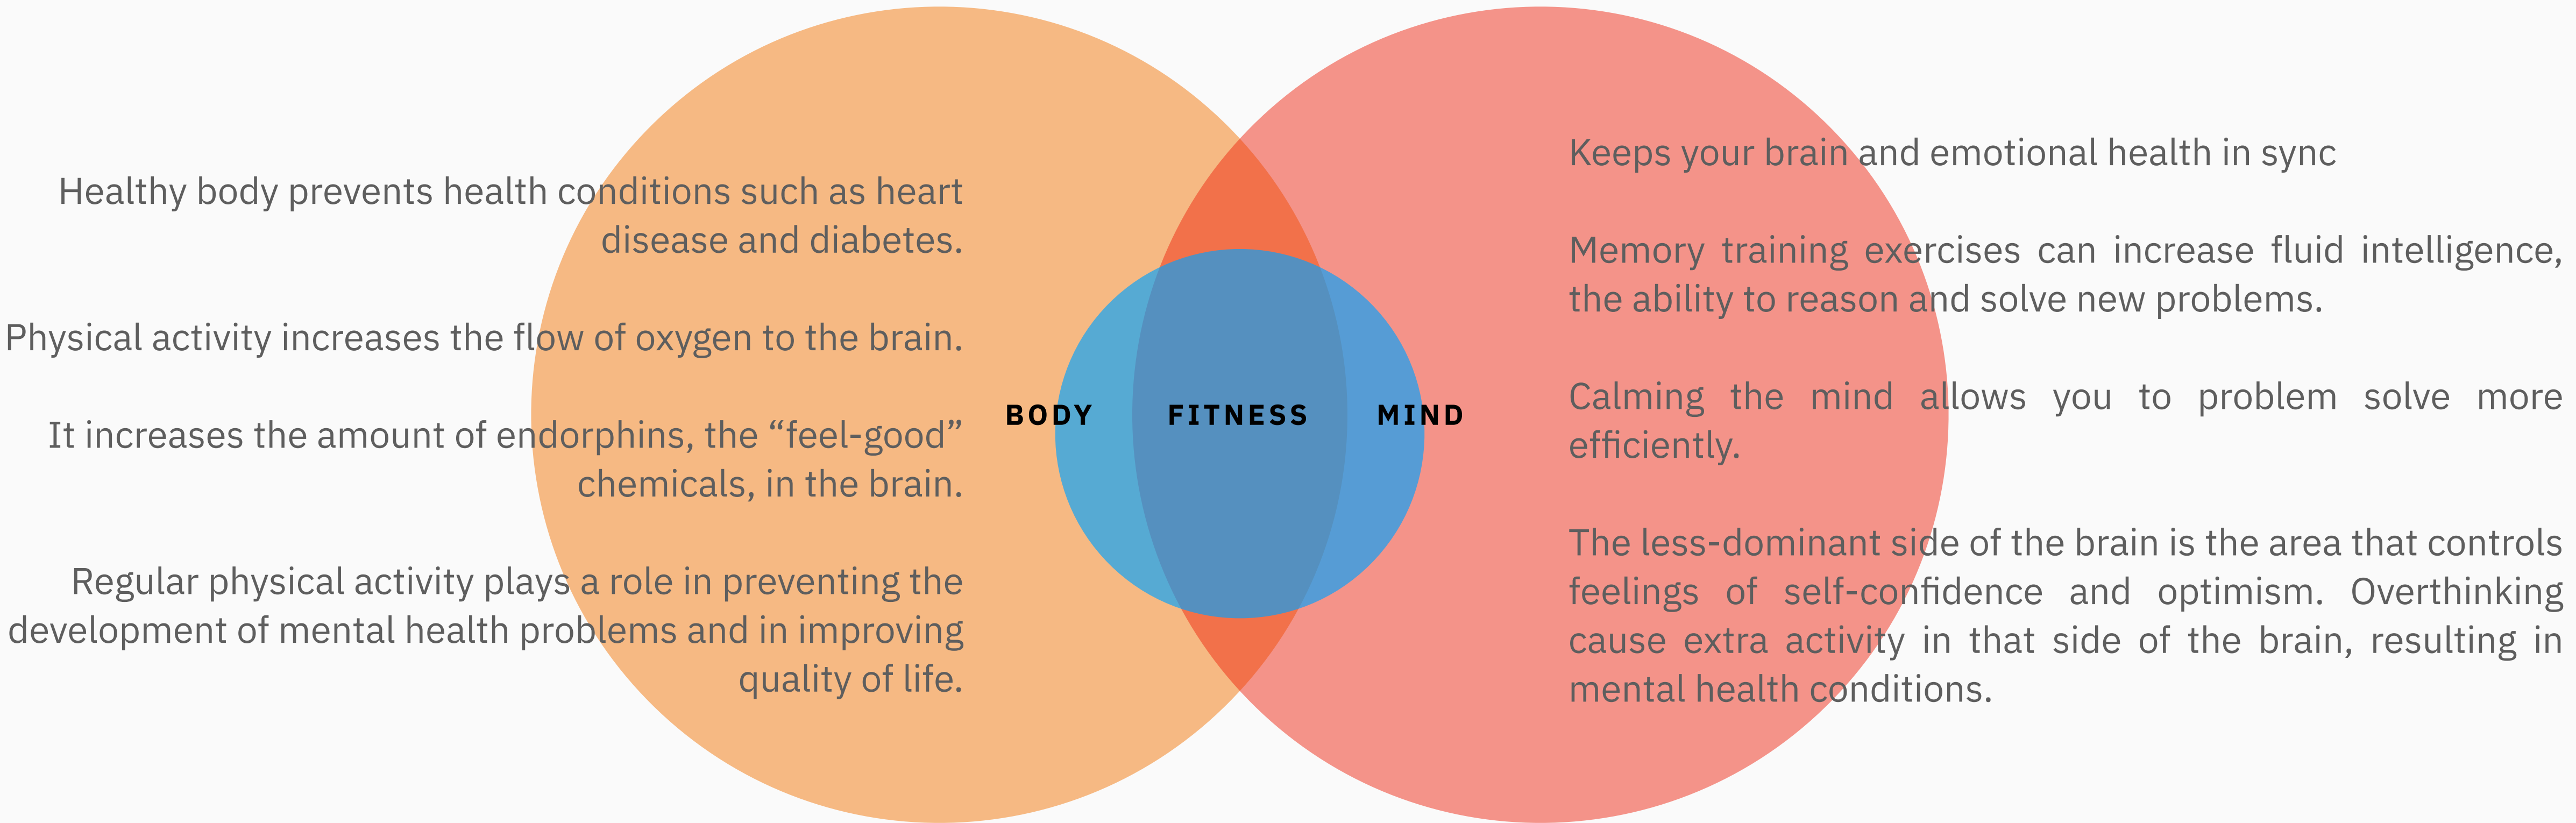 Healthy body prevents health conditions such as heart
disease and diabetes.
Physical activity increases the flow of oxygen to the brain.
It increases the amount of endorphins, the “feel-good”
chemicals, in the brain.
Regular physical activity plays a role in preventing the
development of mental health problems and in improving
quality of life.
BODY
FITNESS
MIND
Keeps your brain and emotional health in sync
Memory training exercises can increase fluid intelligence,
the ability to reason and solve new problems.
Calming the mind allows you to problem solve more
efficiently.
The less-dominant side of the brain is the area that controls
feelings of self-confidence and optimism. Overthinking
cause extra activity in that side of the brain, resulting in
mental health conditions.